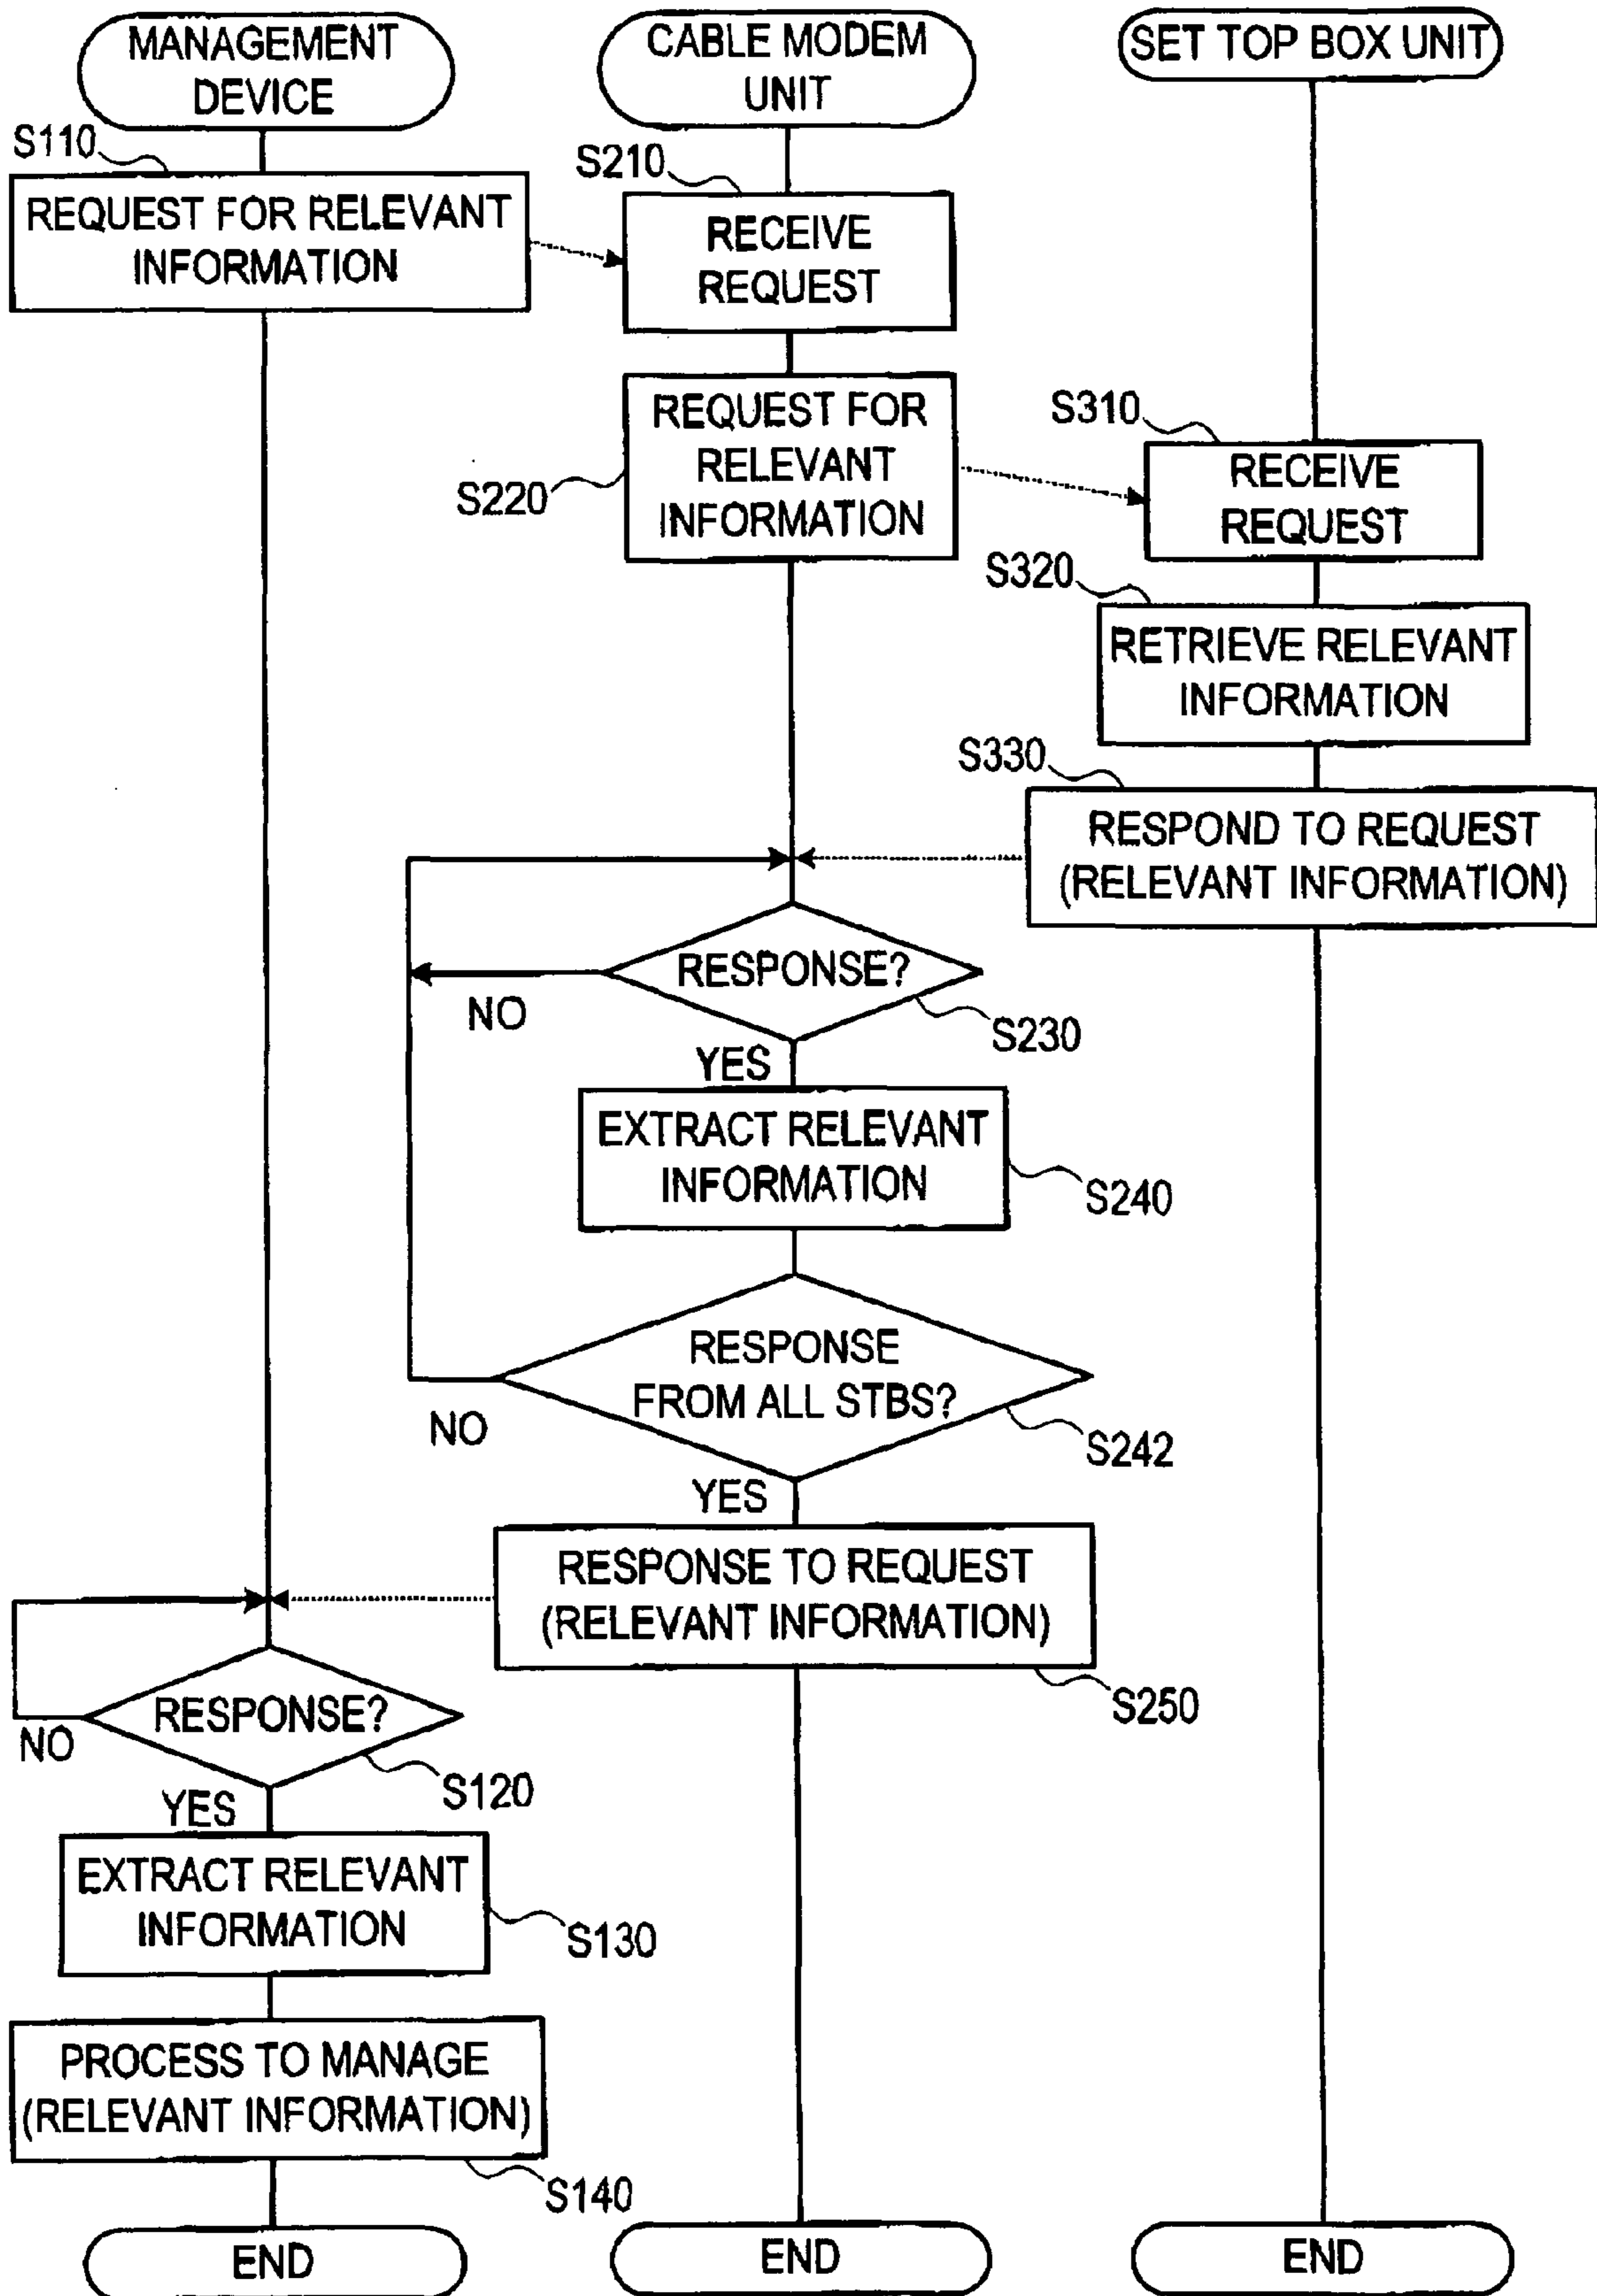 MANAGEMENT
DEVICE
S110
REQUEST FOR RELEVANT
INFORMATION
S120
RESPONSE?
NO
YES
EXTRACT RELEVANT
INFORMATION
S130
PROCESS TO MANAGE
(RELEVANT INFORMATION)
S140
END
CABLE MODEM
UNIT
S210
RECEIVE
REQUEST
REQUEST FOR
RELEVANT
INFORMATION
S220
RESPONSE?
NO
S230
YES
EXTRACT RELEVANT
INFORMATION
S240
RESPONSE
FROM ALL STBS?
NO
S242
YES
RESPONSE TO REQUEST
(RELEVANT INFORMATION)
S250
END
SET TOP BOX UNIT
S310
RECEIVE
REQUEST
S320
RETRIEVE RELEVANT
INFORMATION
S330
RESPOND TO REQUEST
(RELEVANT INFORMATION)
END